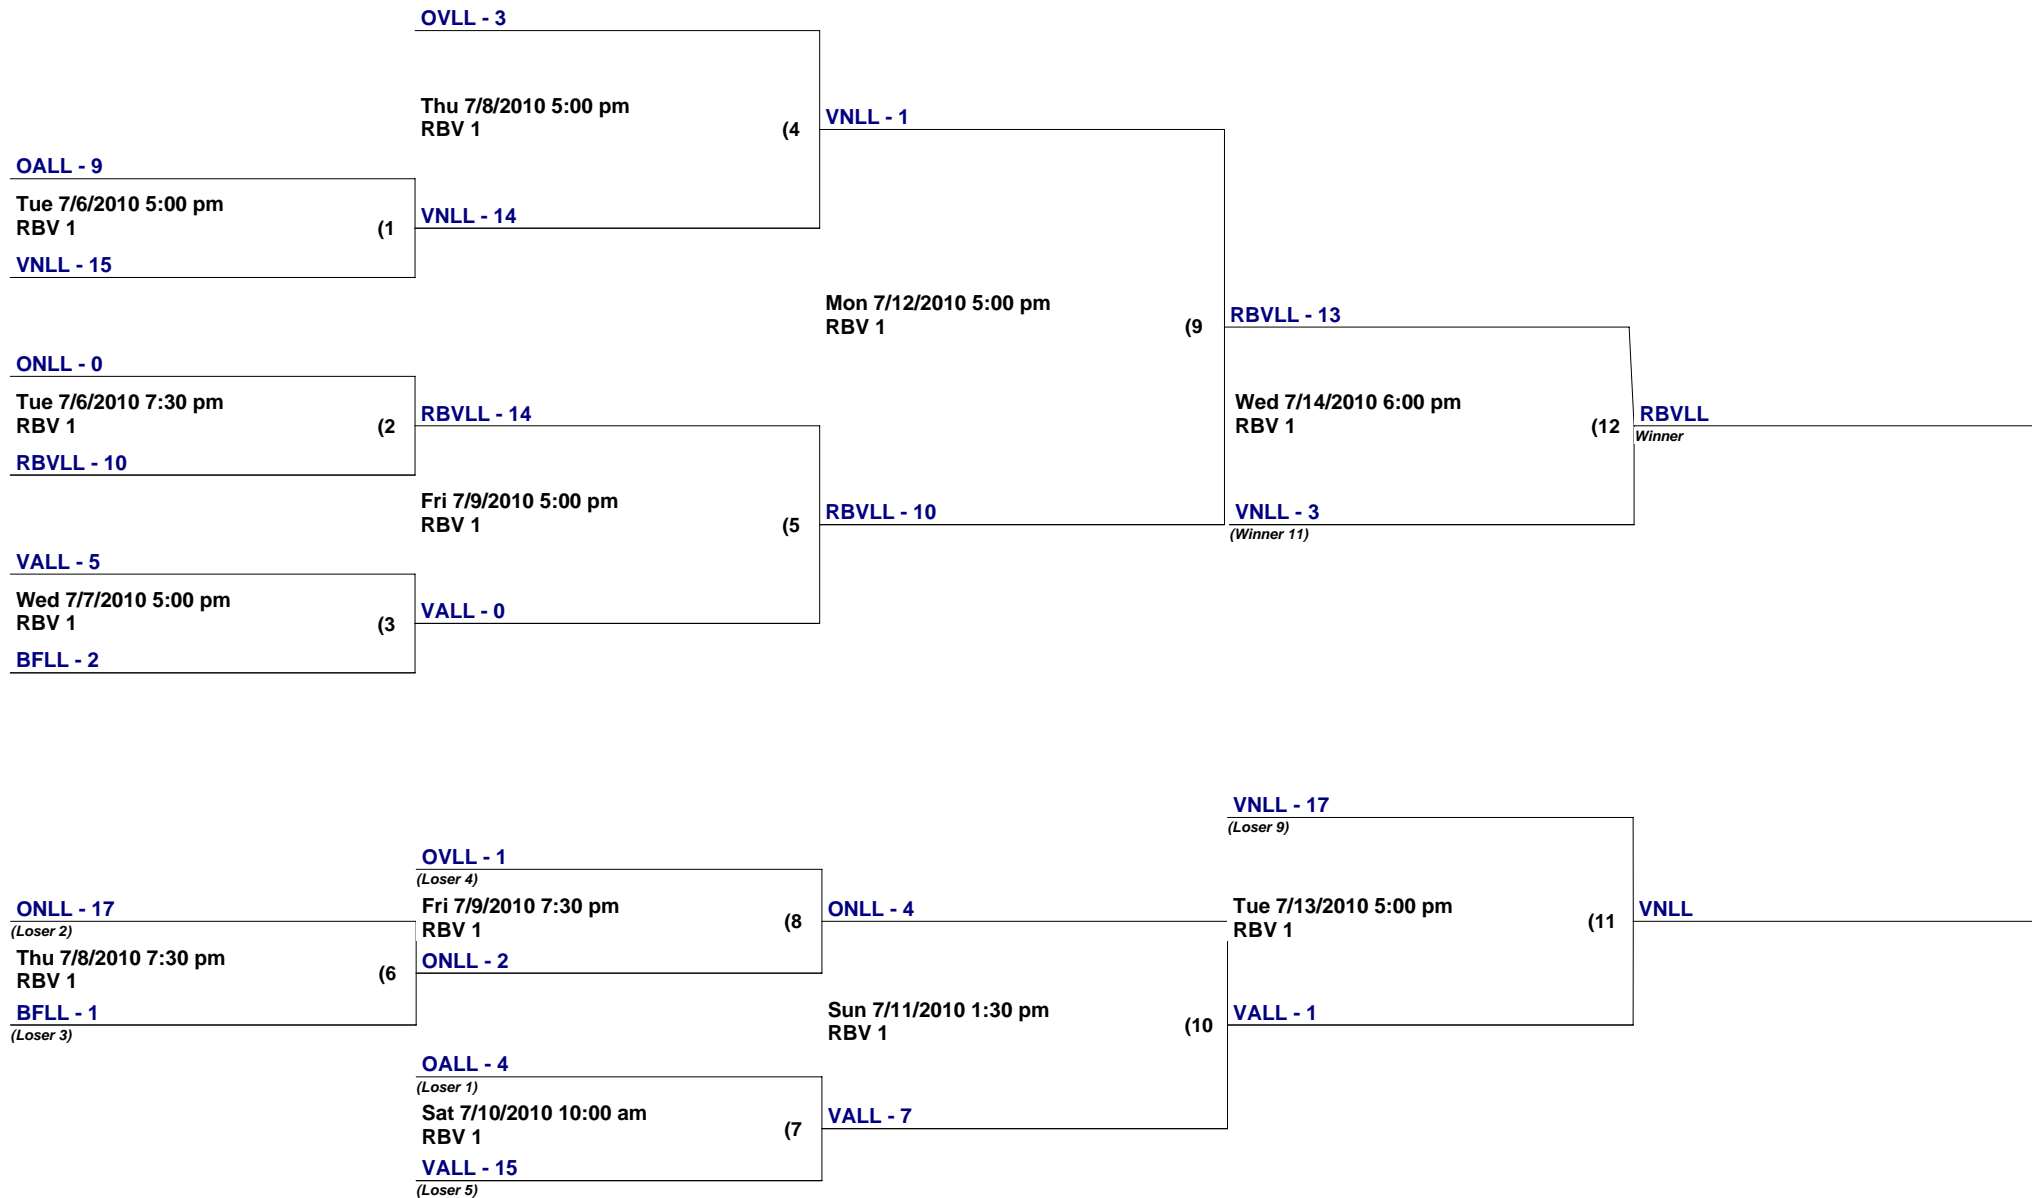 OVLL - 3
Thu 7/8/2010 5:00 pm
RBV 1
(4
VNLL - 1
OALL - 9
Tue 7/6/2010 5:00 pm
RBV 1
(1
VNLL - 14
VNLL - 15
Mon 7/12/2010 5:00 pm
RBV 1
(9
RBVLL - 13
ONLL - 0
Tue 7/6/2010 7:30 pm
RBV 1
(2
RBVLL - 14
RBVLL - 10
Wed 7/14/2010 6:00 pm
RBV 1
(12
RBVLL
Winner
Fri 7/9/2010 5:00 pm
RBV 1
(5
RBVLL - 10
VNLL - 3
(Winner 11)
VALL - 5
Wed 7/7/2010 5:00 pm
RBV 1
(3
VALL - 0
BFLL - 2
VNLL - 17
(Loser 9)
OVLL - 1
(Loser 4)
ONLL - 17
(Loser 2)
Fri 7/9/2010 7:30 pm
RBV 1
(8
ONLL - 4
Tue 7/13/2010 5:00 pm
RBV 1
(11
VNLL
Thu 7/8/2010 7:30 pm
RBV 1
(6
ONLL - 2
BFLL - 1
(Loser 3)
Sun 7/11/2010 1:30 pm
RBV 1
(10
VALL - 1
OALL - 4
(Loser 1)
Sat 7/10/2010 10:00 am
RBV 1
(7
VALL - 7
VALL - 15
(Loser 5)